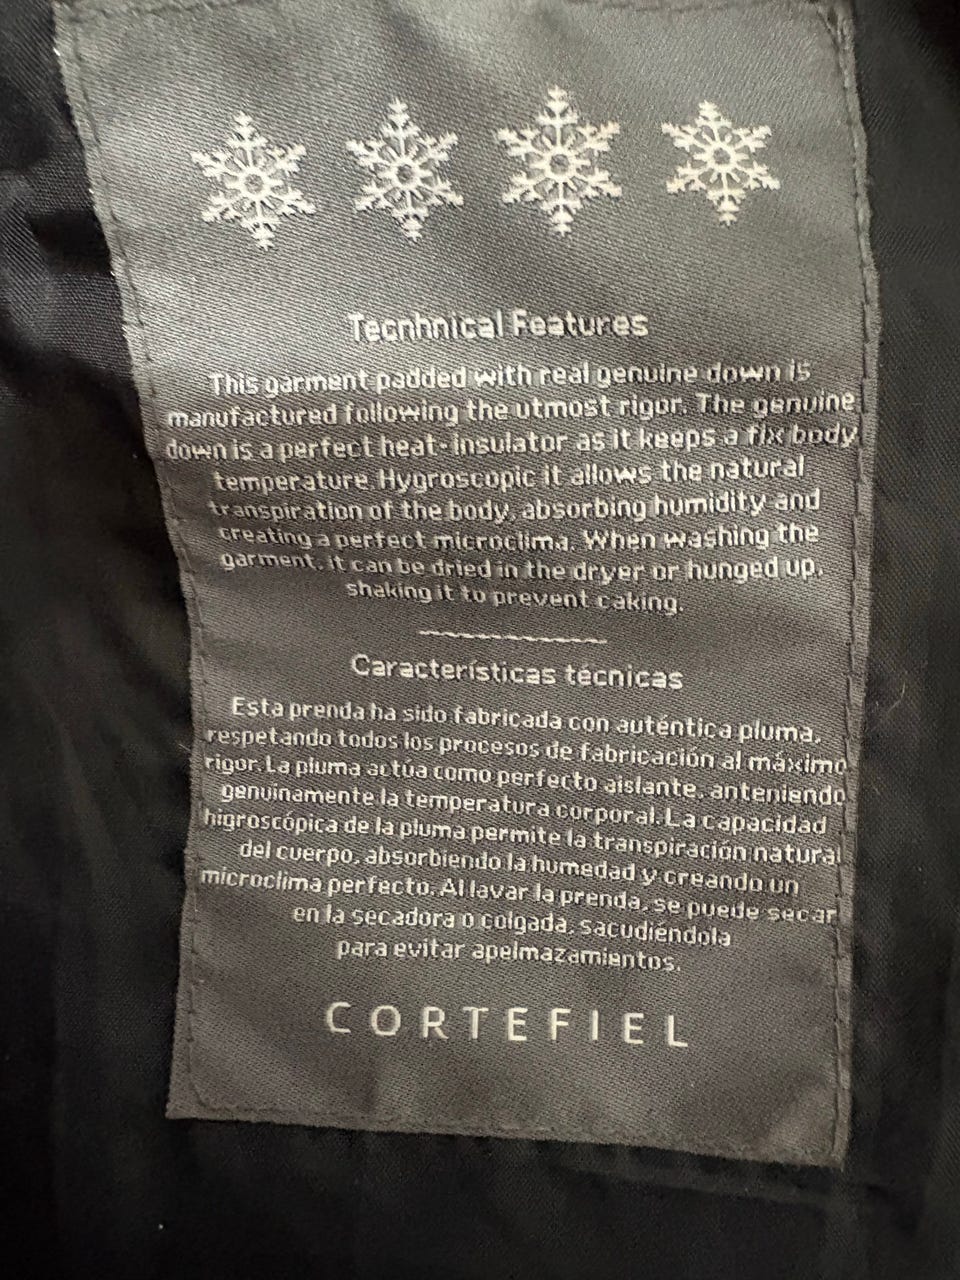 Tecnhnical Features
This garment padded with real genuine down is
manufactured following the utmost rigor. The genuine
down is a perfect heat-insulator as it keeps a fix body
temperature. Hygroscopic it allows the natural
transpiration of the body, absorbing humidity and
creating a perfect microclima. When washing the
garment, it can be dried in the dryer or hunged up,
shaking it to prevent caking.
Características técnicas
Esta prenda ha sido fabricada con auténtica pluma,
respetando todos los procesos de fabricación al máximo
rigor. La pluma actúa como perfecto aislante, anteniendo
genuinamente la temperatura corporal. La capacidad
higroscópica de la pluma permite la transpiración natural
del cuerpo, absorbiendo la humedad y creando un
microclima perfecto. Al lavar la prenda, se puede secar
en la secadora o colgada, sacudiéndola
para evitar apelmazamientos.
CORTEFIEL